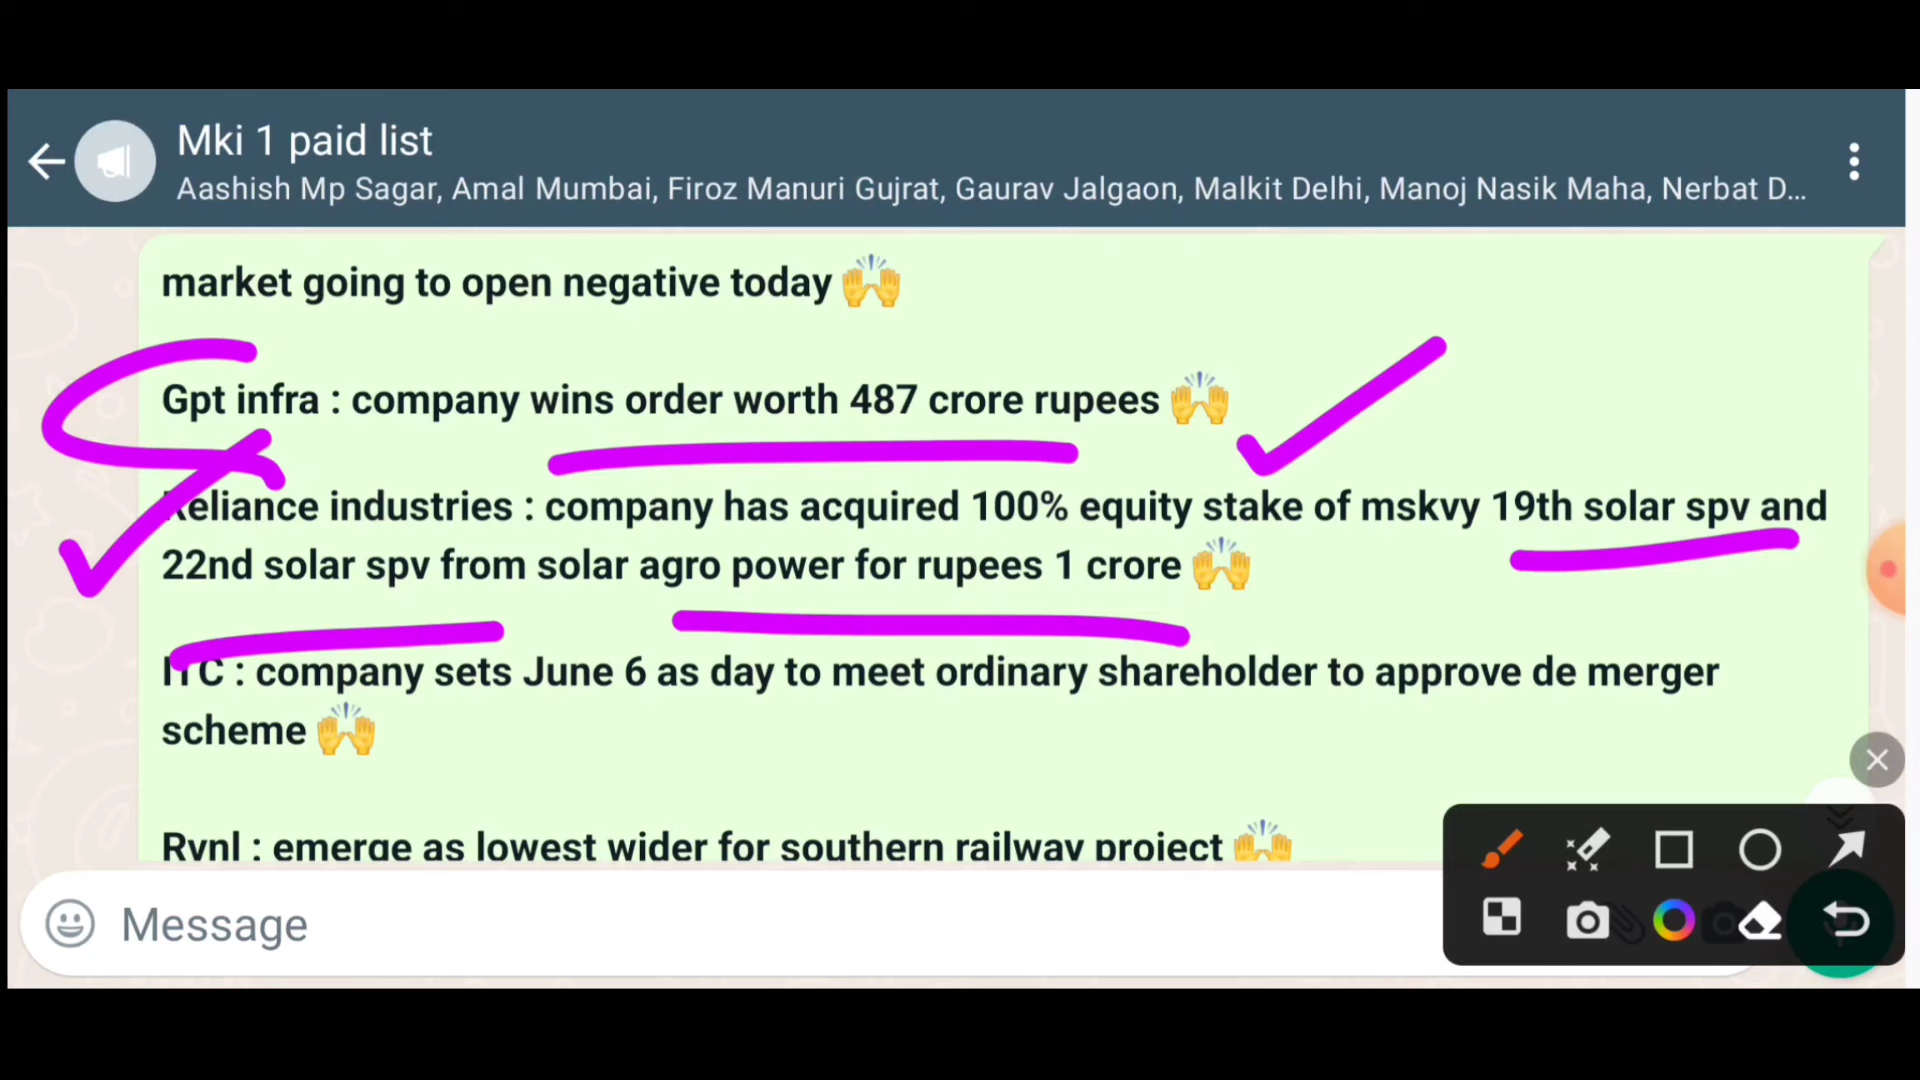 Mki 1 paid list
Aashish Mp Sagar, Amal Mumbai, Firoz Manuri Gujrat, Gaurav Jalgaon, Malkit Delhi, Manoj Nasik Maha, Nerbat D...
market going to open negative today 🙌
Gpt infra : company wins order worth 487 crore rupees 🙌
Reliance industries : company has acquired 100% equity stake of mskvy 19th solar spv and
22nd solar spv from solar agro power for rupees 1 crore 🙌
ITC : company sets June 6 as day to meet ordinary shareholder to approve de merger
scheme 🙌
Rvnl : emerge as lowest wider for southern railway project 🙌
Message